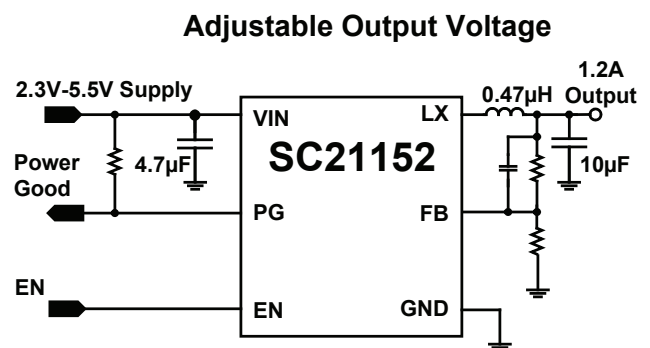 Adjustable Output Voltage
2.3V-5.5V Supply
VIN
LX
0.47µH
1.2A
Output
SC21152
4.7µF
10µF
Power
Good
PG
FB
EN
EN
GND